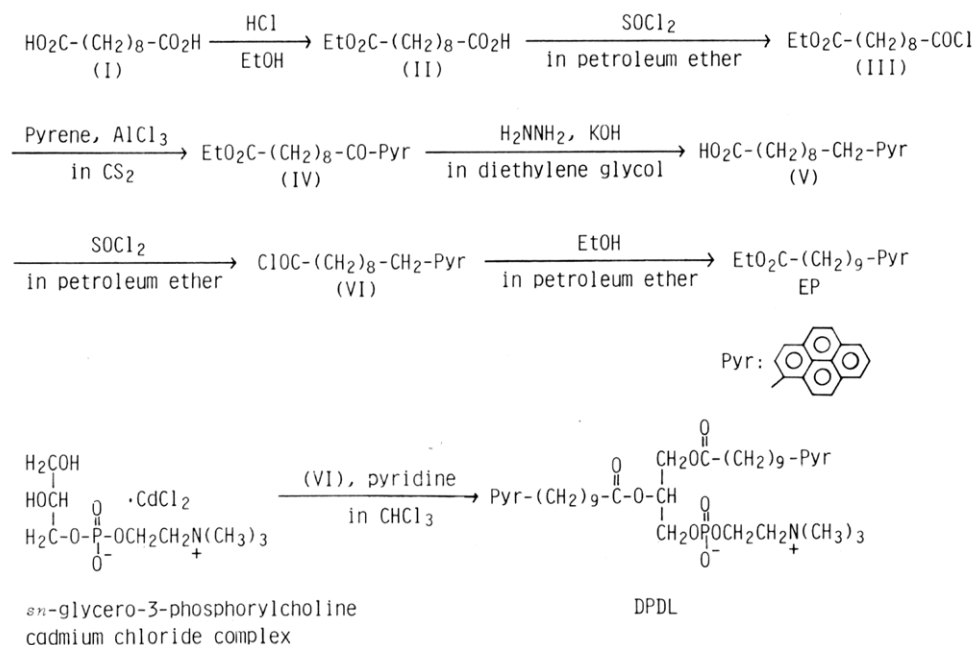 HO2C-(CH2)8-CO2H
(I)
HCl
EtOH
EtO2C-(CH2)8-CO2H
(II)
SOCl2
in petroleum ether
EtO2C-(CH2)8-COCl
(III)
Pyrene, AlCl3
in CS2
EtO2C-(CH2)8-CO-Pyr
(IV)
H2NNH2, KOH
in diethylene glycol
HO2C-(CH2)8-CH2-Pyr
(V)
SOCl2
in petroleum ether
ClOC-(CH2)8-CH2-Pyr
(VI)
EtOH
in petroleum ether
EtO2C-(CH2)9-Pyr
EP
Pyr:
H2COH
HOCH
O
·CdCl2
H2C-O-P-OCH2CH2N(CH3)3
O-
+
sn-glycero-3-phosphorylcholine
cadmium chloride complex
(VI), pyridine
in CHCl3
O
CH2OC-(CH2)9-Pyr
O
Pyr-(CH2)9-C-O-CH
O
CH2OPOCH2CH2N(CH3)3
O-
+
DPDL